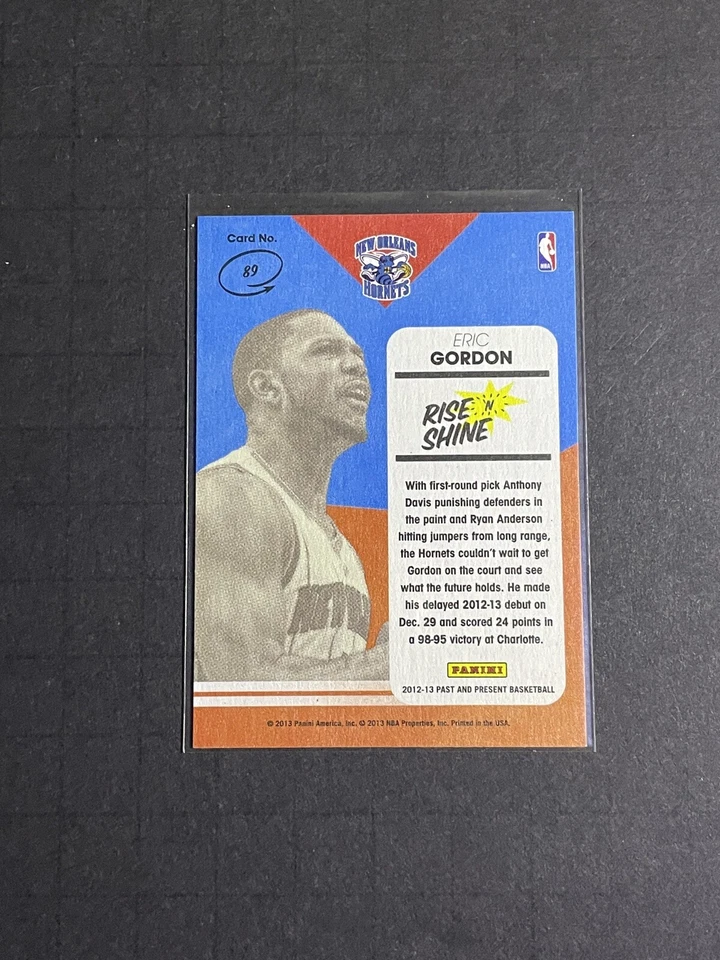 Card No.
89
NEW ORLEANS
HORNETS
NBA
ERIC
GORDON
RISE 'N
SHINE
With first-round pick Anthony
Davis punishing defenders in
the paint and Ryan Anderson
hitting jumpers from long range,
the Hornets couldn't wait to get
Gordon on the court and see
what the future holds. He made
his delayed 2012-13 debut on
Dec. 29 and scored 24 points in
a 98-95 victory at Charlotte.
PANINI
2012-13 PAST AND PRESENT BASKETBALL
© 2013 Panini America, Inc. © 2013 NBA Properties, Inc. Printed in the USA.